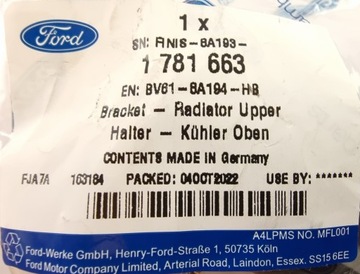 Ford
1 x
SN: FINIS-8A193-
1 781 663
EN: BV61-8A194-HB
Bracket - Radiator Upper
Halter - Kühler Oben
CONTENTS MADE IN Germany
FJA7A 163184 PACKED: 04OCT2022 USE BY: *******
A4LPMS NO. MFL001
Ford-Werke GmbH, Henry-Ford-Straße 1, 50735 Köln
Ford Motor Company Limited, Arterial Road, Laindon, Essex. SS15 6EE